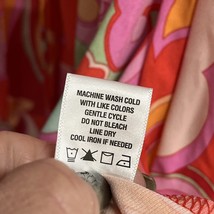 MACHINE WASH COLD
WITH LIKE COLORS
GENTLE CYCLE
DO NOT BLEACH
LINE DRY
COOL IRON IF NEEDED